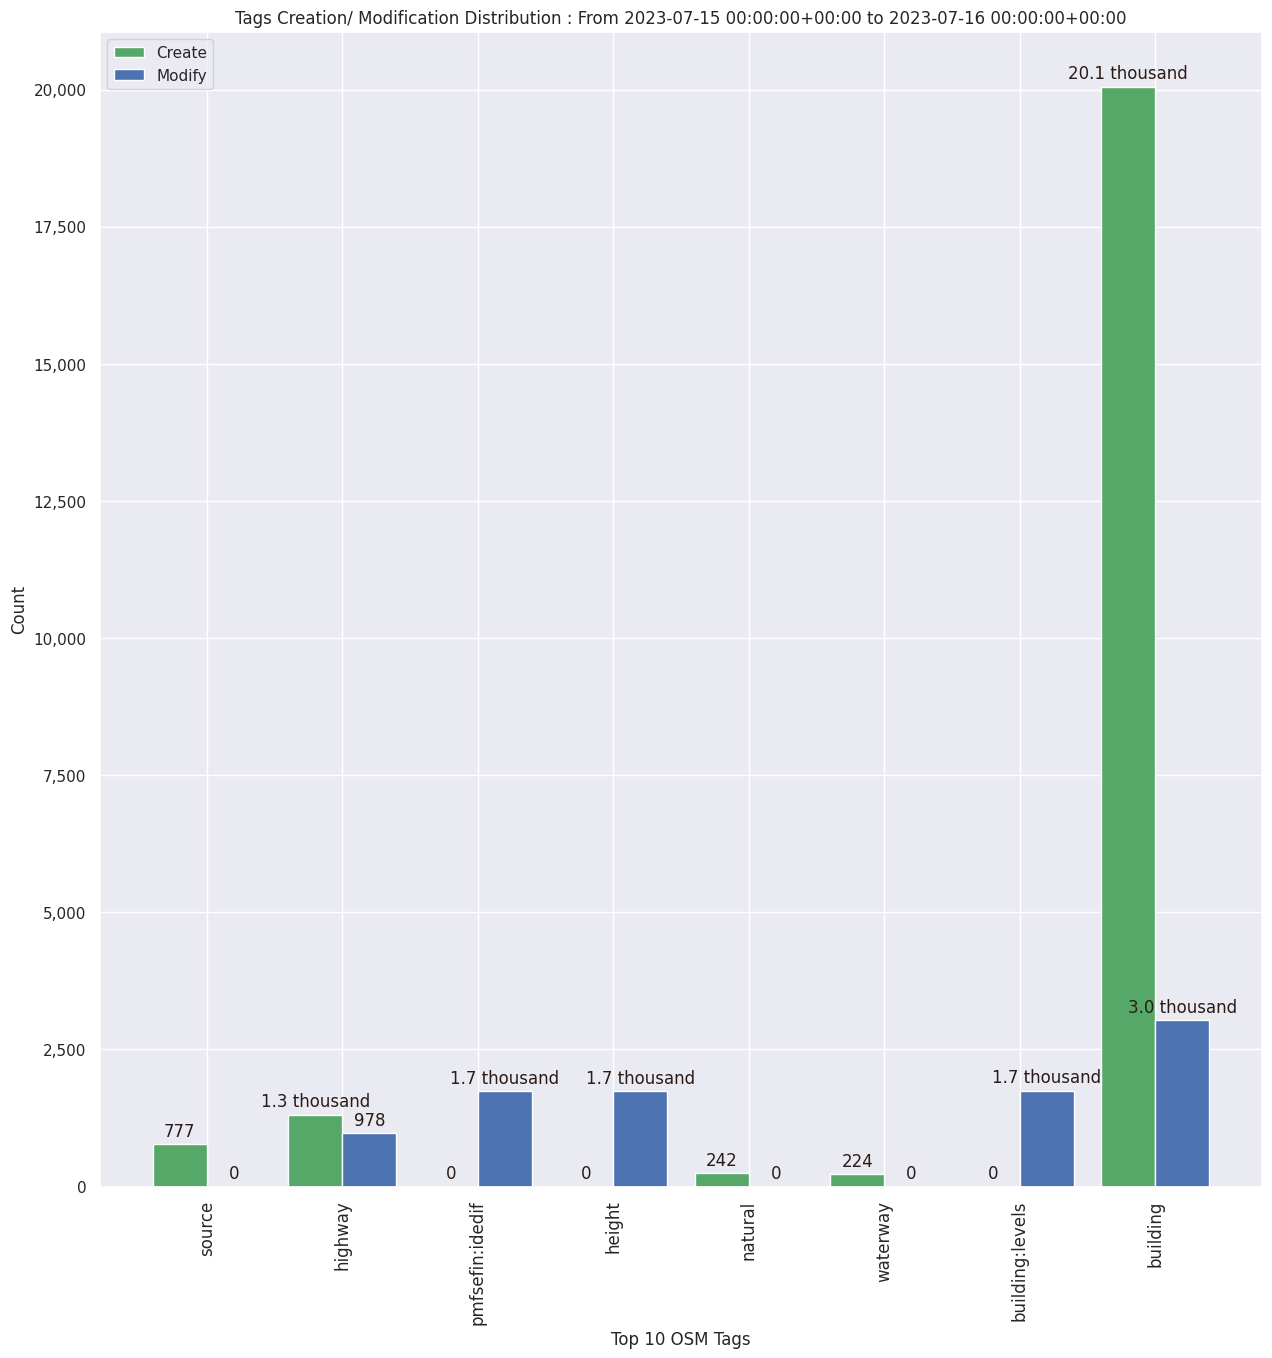 Tags Creation/ Modification Distribution : From 2023-07-15 00:00:00+00:00 to 2023-07-16 00:00:00+00:00
Create
Modify
20.1 thousand
20,000
17,500
15,000
12,500
10,000
7,500
5,000
2,500
0
Count
777
0
1.3 thousand
978
0
1.7 thousand
0
1.7 thousand
242
0
224
0
0
1.7 thousand
3.0 thousand
source
highway
pmfsefin:idedif
height
natural
waterway
building:levels
building
Top 10 OSM Tags